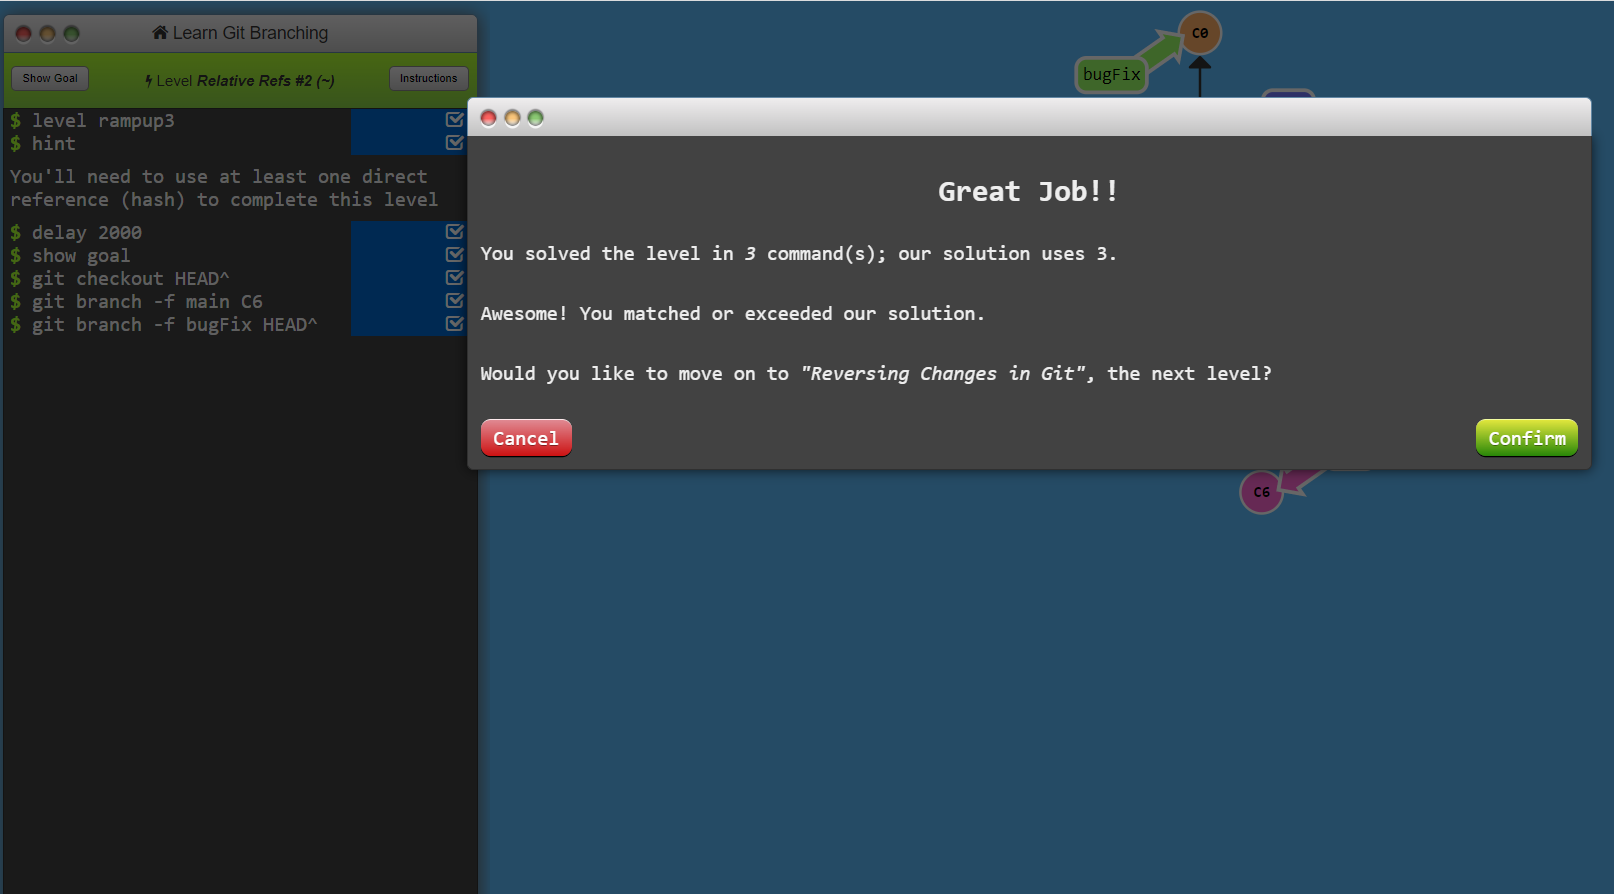 Learn Git Branching
Show Goal
Level Relative Refs #2 (~)
Instructions
$ level rampup3
$ hint
You'll need to use at least one direct
reference (hash) to complete this level
$ delay 2000
$ show goal
$ git checkout HEAD^
$ git branch -f main C6
$ git branch -f bugFix HEAD^
C0
bugFix
Great Job!!
You solved the level in 3 command(s); our solution uses 3.
Awesome! You matched or exceeded our solution.
Would you like to move on to "Reversing Changes in Git", the next level?
Cancel
Confirm
C6